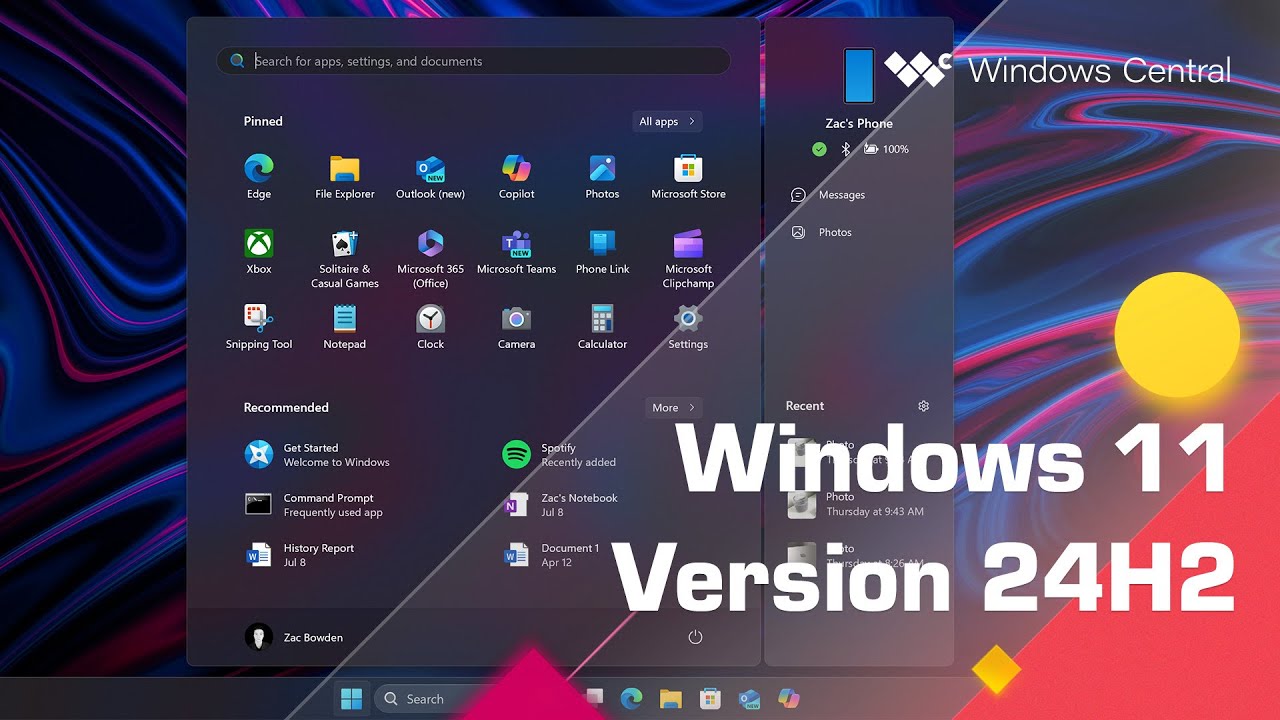 Search for apps, settings, and documents
Windows Central
Pinned
All apps
Zac's Phone
100%
Edge
File Explorer
Outlook (new)
Copilot
Photos
Microsoft Store
NEW
Messages
Photos
Xbox
Solitaire &
Casual Games
Microsoft 365
(Office)
Microsoft Teams
NEW
Phone Link
Microsoft
Clipchamp
Snipping Tool
Notepad
Clock
Camera
Calculator
Settings
Recommended
More
Recent
Get Started
Welcome to Windows
Spotify
Recently added
Command Prompt
Frequently used app
Zac's Notebook
Jul 8
History Report
Jul 8
Document 1
Apr 12
Photo
Thursday at 9:43 AM
Windows 11
Version 24H2
Zac Bowden
Search
NEW